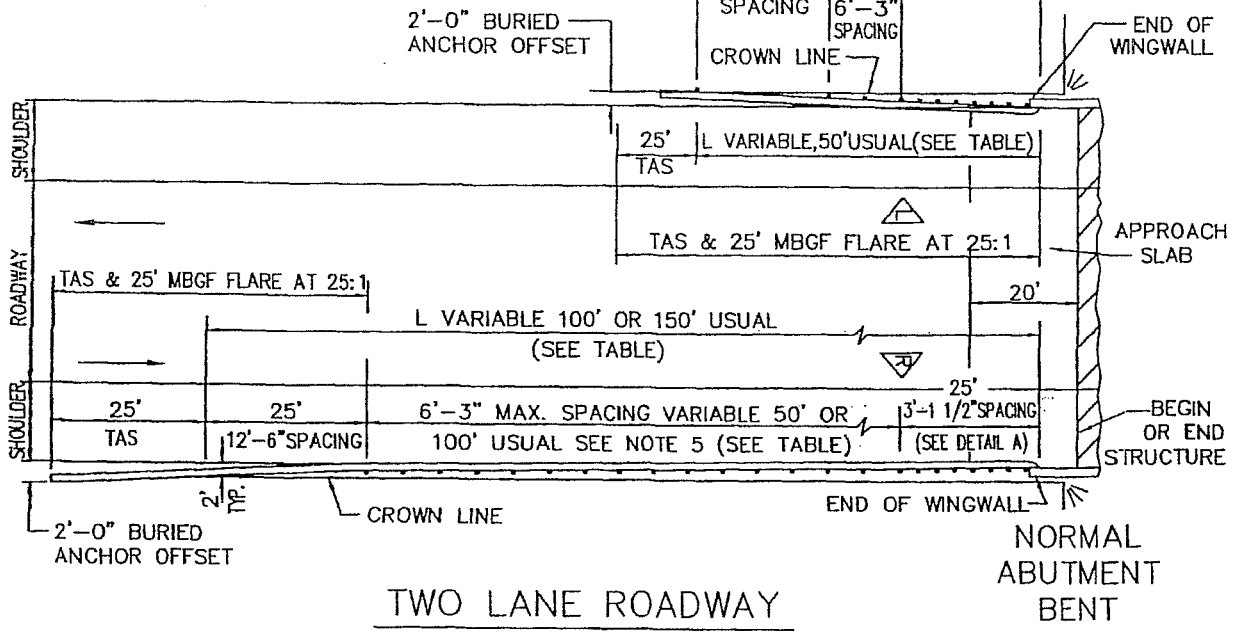 2'-0" BURIED
ANCHOR OFFSET
SPACING
6'-3"
SPACING
CROWN LINE
END OF
WINGWALL
SHOULDER
25'
TAS
L VARIABLE,50'USUAL(SEE TABLE)
L
TAS & 25' MBGF FLARE AT 25:1
APPROACH
SLAB
ROADWAY
TAS & 25' MBGF FLARE AT 25:1
20'
L VARIABLE 100' OR 150' USUAL
(SEE TABLE)
R
SHOULDER
25'
TAS
25'
12'-6"SPACING
6'-3" MAX. SPACING VARIABLE 50' OR
100' USUAL SEE NOTE 5 (SEE TABLE)
25'
3'-1 1/2"SPACING
(SEE DETAIL A)
BEGIN
OR END
STRUCTURE
2'
TYP.
CROWN LINE
END OF WINGWALL
2'-0" BURIED
ANCHOR OFFSET
NORMAL
ABUTMENT
BENT
TWO LANE ROADWAY